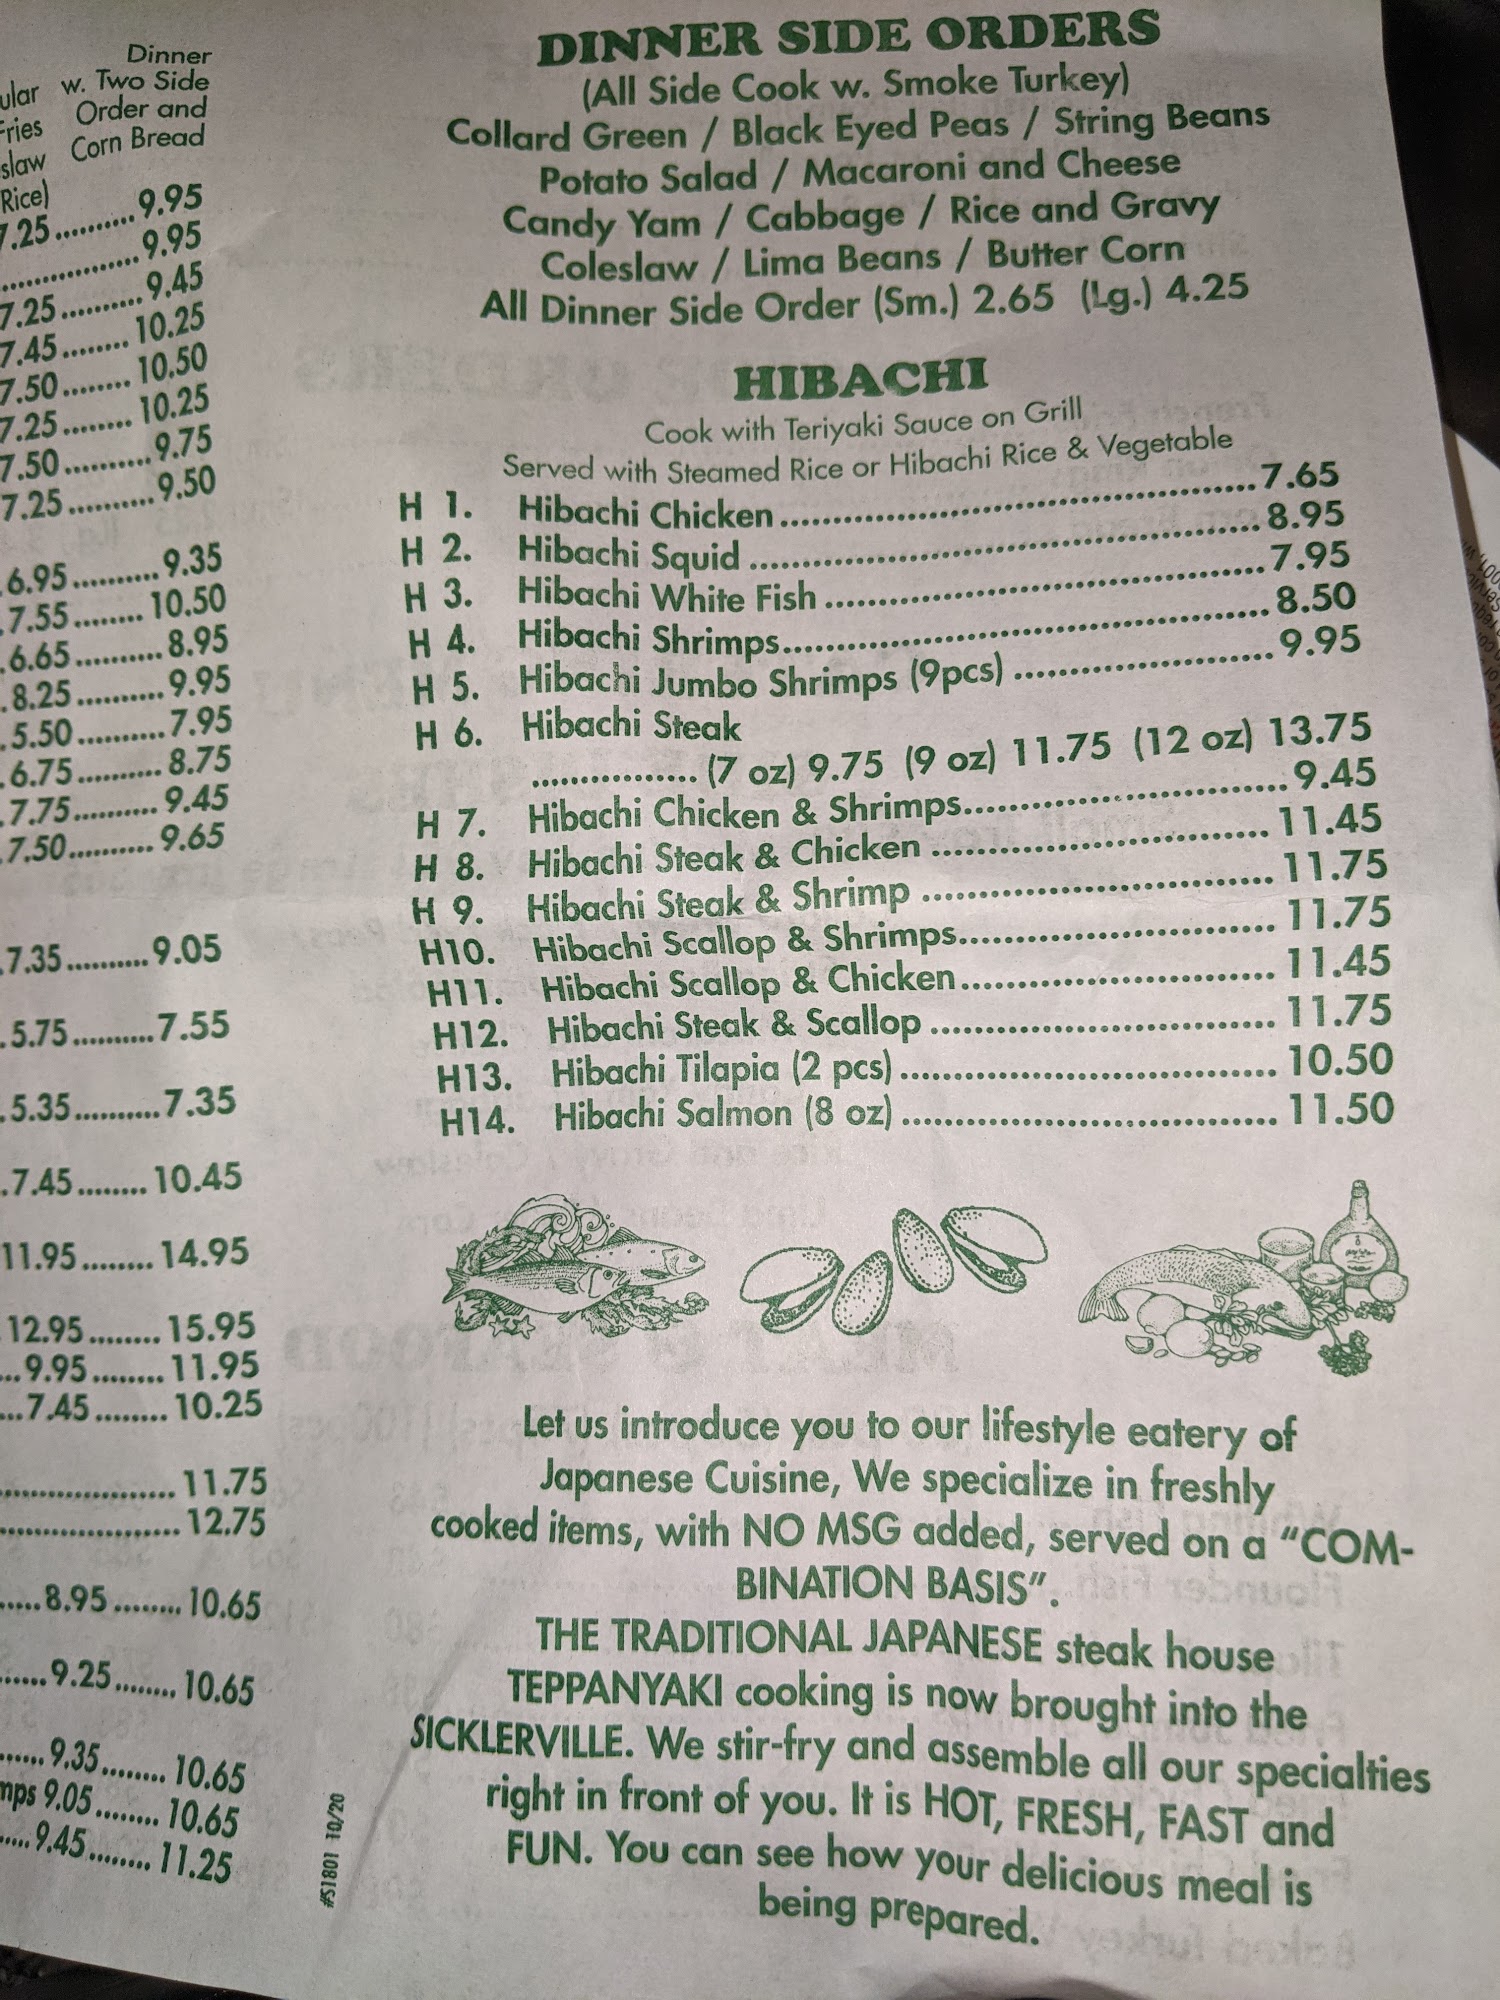 Dinner
w. Two Side
Order and
Corn Bread
ular
Fries
slaw
Rice)
7.25..........9.95
..................9.95
7.25..........9.45
7.45........10.25
7.50........10.50
7.25........10.25
7.50..........9.75
7.25..........9.50
.6.95..........9.35
.7.55........10.50
.6.65..........8.95
.8.25..........9.95
.5.50..........7.95
.6.75..........8.75
.7.75..........9.45
.7.50..........9.65
.7.35..........9.05
.5.75..........7.55
.5.35..........7.35
.7.45........10.45
11.95........14.95
12.95........15.95
...9.95........11.95
...7.45........10.25
.....................11.75
.....................12.75
.....8.95........10.65
......9.25........10.65
......9.35........10.65
mps 9.05........10.65
.....9.45........11.25
#S1801 10/20
DINNER SIDE ORDERS
(All Side Cook w. Smoke Turkey)
Collard Green / Black Eyed Peas / String Beans
Potato Salad / Macaroni and Cheese
Candy Yam / Cabbage / Rice and Gravy
Coleslaw / Lima Beans / Butter Corn
All Dinner Side Order (Sm.) 2.65 (Lg.) 4.25
HIBACHI
Cook with Teriyaki Sauce on Grill
Served with Steamed Rice or Hibachi Rice & Vegetable
H 1. Hibachi Chicken..........7.65
H 2. Hibachi Squid..........8.95
H 3. Hibachi White Fish..........7.95
H 4. Hibachi Shrimps..........8.50
H 5. Hibachi Jumbo Shrimps (9pcs)..........9.95
H 6. Hibachi Steak
.................(7 oz) 9.75 (9 oz) 11.75 (12 oz) 13.75
H 7. Hibachi Chicken & Shrimps..........9.45
H 8. Hibachi Steak & Chicken..........11.45
H 9. Hibachi Steak & Shrimp..........11.75
H10. Hibachi Scallop & Shrimps..........11.75
H11. Hibachi Scallop & Chicken..........11.45
H12. Hibachi Steak & Scallop..........11.75
H13. Hibachi Tilapia (2 pcs)..........10.50
H14. Hibachi Salmon (8 oz)..........11.50
Let us introduce you to our lifestyle eatery of
Japanese Cuisine, We specialize in freshly
cooked items, with NO MSG added, served on a “COM-
BINATION BASIS”.
THE TRADITIONAL JAPANESE steak house
TEPPANYAKI cooking is now brought into the
SICKLERVILLE. We stir-fry and assemble all our specialties
right in front of you. It is HOT, FRESH, FAST and
FUN. You can see how your delicious meal is
being prepared.